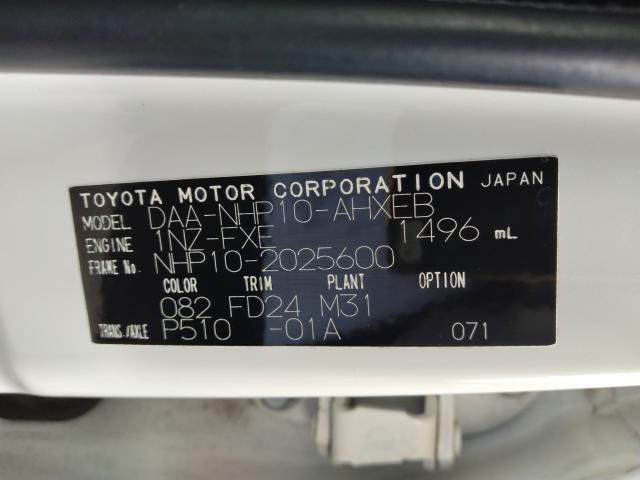 TOYOTA MOTOR CORPORATION JAPAN
MODEL DAA-NHP10-AHXEB
ENGINE 1NZ-FXE 1496 mL
FRAME No. NHP10-2025600
COLOR TRIM PLANT OPTION
082 FD24 M31
TRANS./AXLE P510 -01A 071